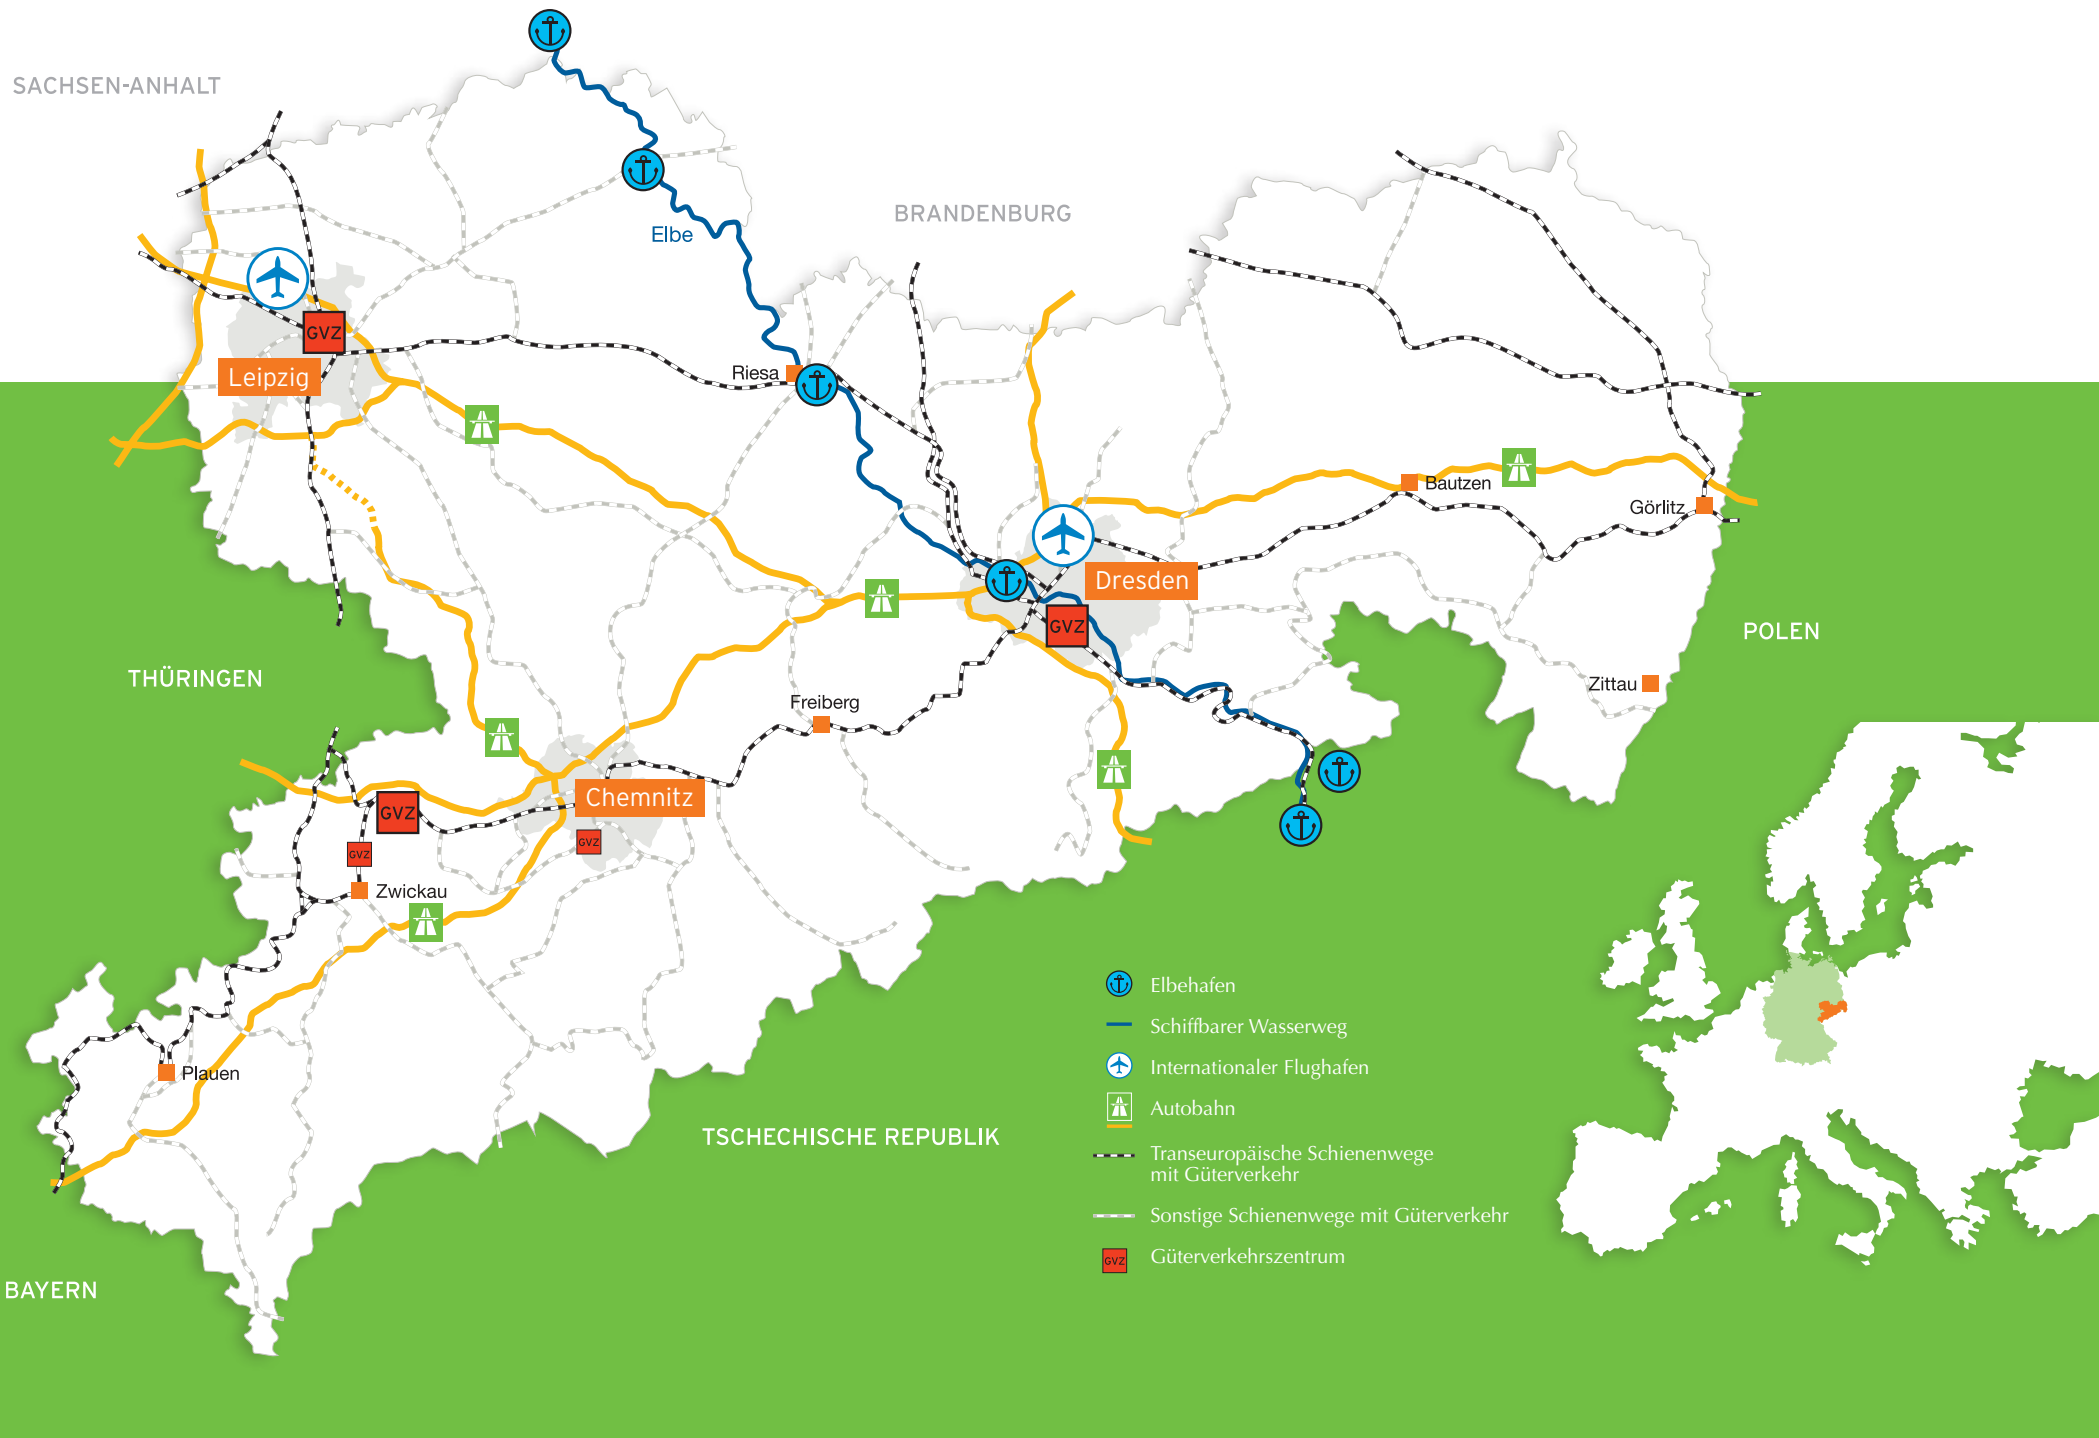 SACHSEN-ANHALT
BRANDENBURG
Elbe
GVZ
Leipzig
Riesa
Bautzen
Görlitz
Dresden
GVZ
POLEN
THÜRINGEN
Zittau
Freiberg
Chemnitz
GVZ
GVZ
GVZ
Zwickau
Plauen
TSCHECHISCHE REPUBLIK
BAYERN
Elbehafen
Schiffbarer Wasserweg
Internationaler Flughafen
Autobahn
Transeuropäische Schienenwege
mit Güterverkehr
Sonstige Schienenwege mit Güterverkehr
GVZ
Güterverkehrszentrum